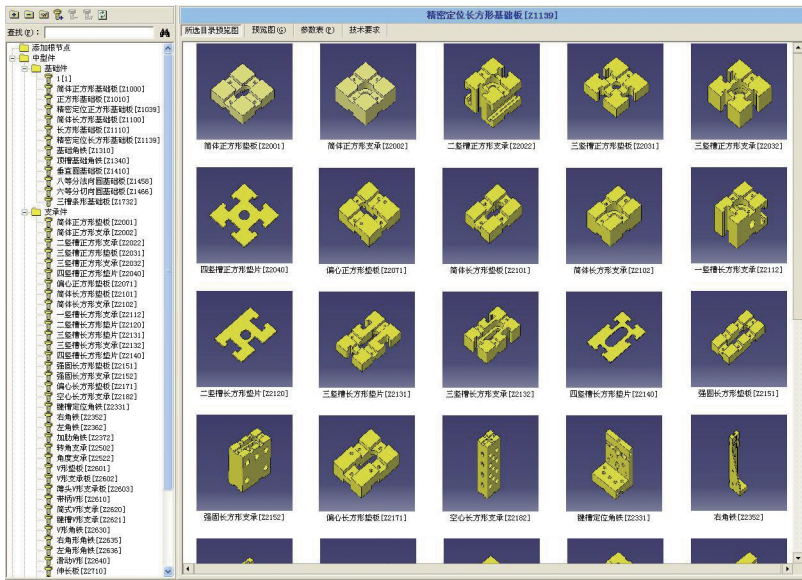 精密定位长方形基础板[Z1139]
查找(F):
所选目录预览图 预览图(G) 参数表(P) 技术要求
添加根节点
中型件
基础件
1[1]
简体正方形基础板[Z1000]
正方形基础板[Z1010]
精密定位正方形基础板[Z1039]
简体长方形基础板[Z1100]
长方形基础板[Z1110]
精密定位长方形基础板[Z1139]
基础角铁[Z1310]
顶槽基础角铁[Z1340]
垂直圆基础板[Z1410]
八等分法向圆基础板[Z1458]
六等分切向圆基础板[Z1466]
三槽条形基础板[Z1732]
支承件
简体正方形垫板[Z2001]
简体正方形支承[Z2002]
二竖槽正方形支承[Z2022]
三竖槽正方形垫板[Z2031]
三竖槽正方形支承[Z2032]
四竖槽正方形垫片[Z2040]
偏心正方形垫板[Z2071]
简体长方形垫板[Z2101]
简体长方形支承[Z2102]
一竖槽长方形支承[Z2112]
二竖槽长方形垫片[Z2120]
三竖槽长方形垫片[Z2131]
三竖槽长方形支承[Z2132]
四竖槽长方形垫片[Z2140]
强固长方形垫板[Z2151]
强固长方形支承[Z2152]
偏心长方形垫板[Z2171]
空心长方形支承[Z2182]
键槽定位角铁[Z2331]
右角铁[Z2352]
左角铁[Z2362]
加肋角铁[Z2372]
转角支承[Z2502]
角度支承[Z2522]
V形垫板[Z2601]
V形支承[Z2602]
薄头V形支承板[Z2603]
带柄V形[Z2610]
简式V形支承[Z2620]
键槽V形支承[Z2621]
V形角铁[Z2630]
右角形角铁[Z2635]
左角形角铁[Z2636]
滑动V形[Z2640]
伸长板[Z2710]
简体正方形垫板[Z2001] 简体正方形支承[Z2002] 二竖槽正方形支承[Z2022] 三竖槽正方形垫板[Z2031] 三竖槽正方形支承[Z2032]
四竖槽正方形垫片[Z2040] 偏心正方形垫板[Z2071] 简体长方形垫板[Z2101] 简体长方形支承[Z2102] 一竖槽长方形支承[Z2112]
二竖槽长方形垫片[Z2120] 三竖槽长方形垫片[Z2131] 三竖槽长方形支承[Z2132] 四竖槽长方形垫片[Z2140] 强固长方形垫板[Z2151]
强固长方形支承[Z2152] 偏心长方形垫板[Z2171] 空心长方形支承[Z2182] 键槽定位角铁[Z2331] 右角铁[Z2352]